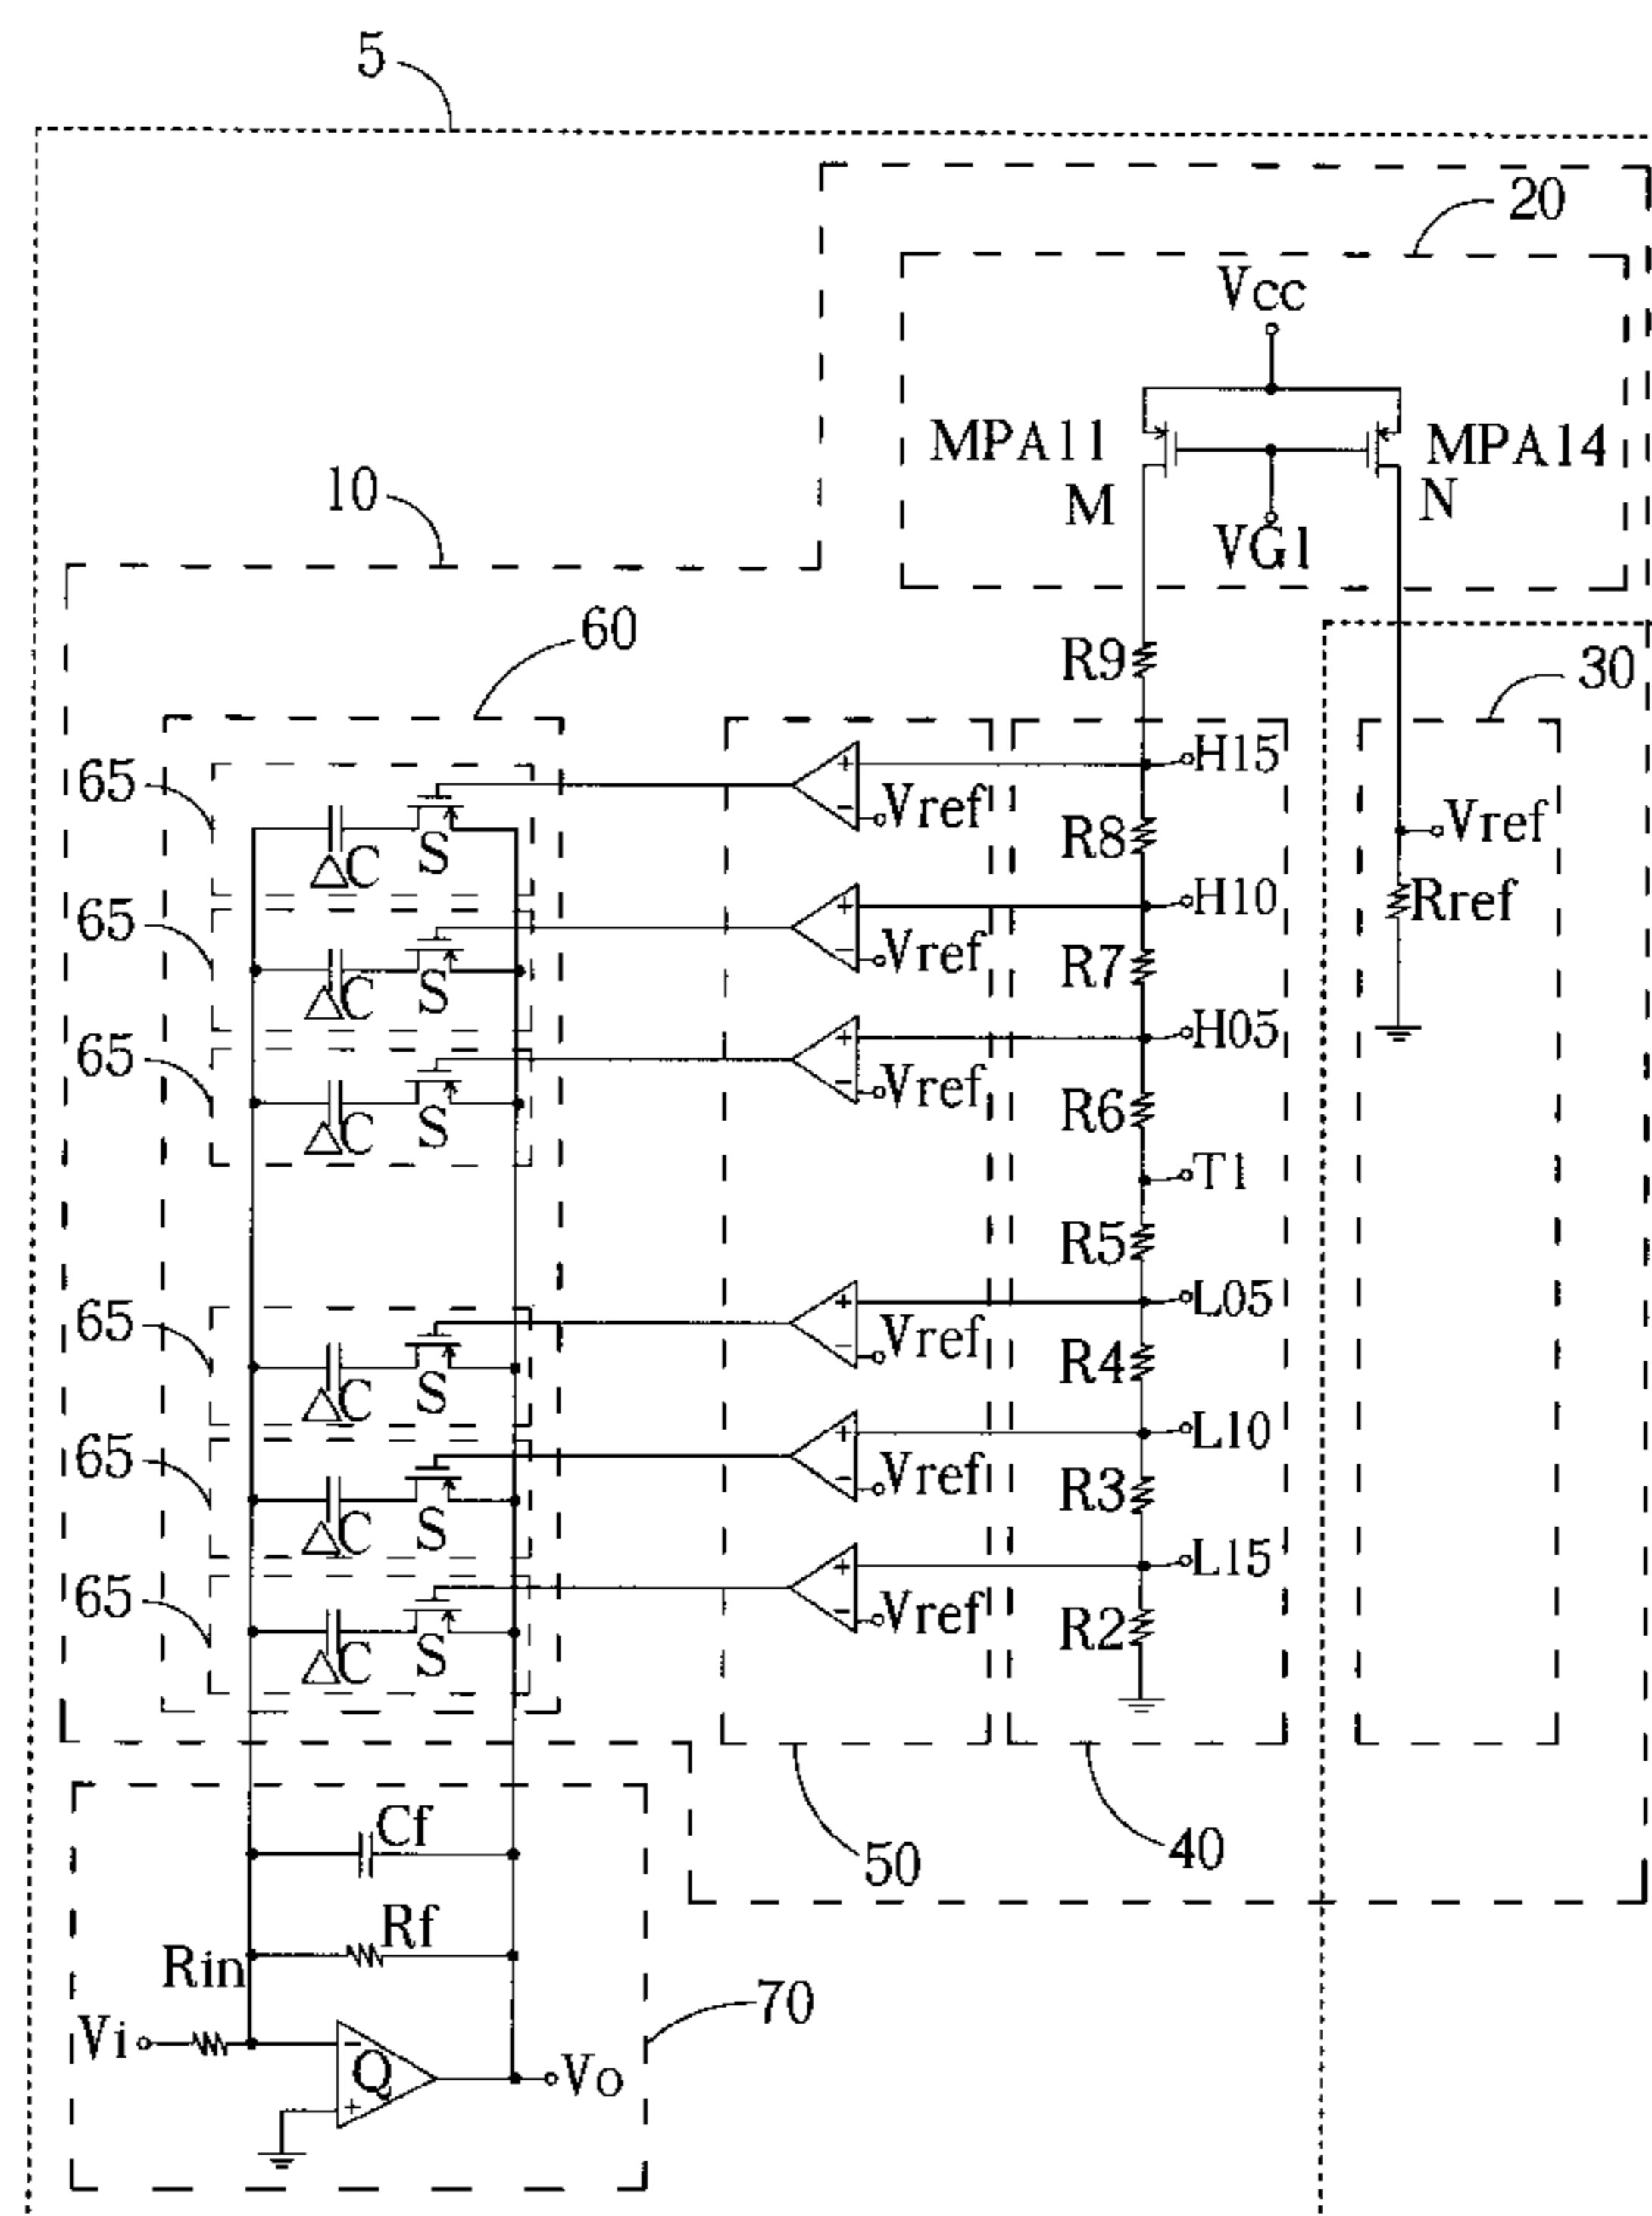 5
20
Vcc
MPA11
M
MPA14
N
VG1
10
60
R9
30
65
+
-
Vref
H15
△C
S
R8
Vref
Rref
65
+
-
Vref
H10
△C
S
R7
65
+
-
Vref
H05
△C
S
R6
T1
R5
65
+
-
Vref
L05
△C
S
R4
65
+
-
Vref
L10
△C
S
R3
65
+
-
Vref
L15
△C
S
R2
Cf
50
40
Rf
Rin
70
Vi
-
Q
+
Vo